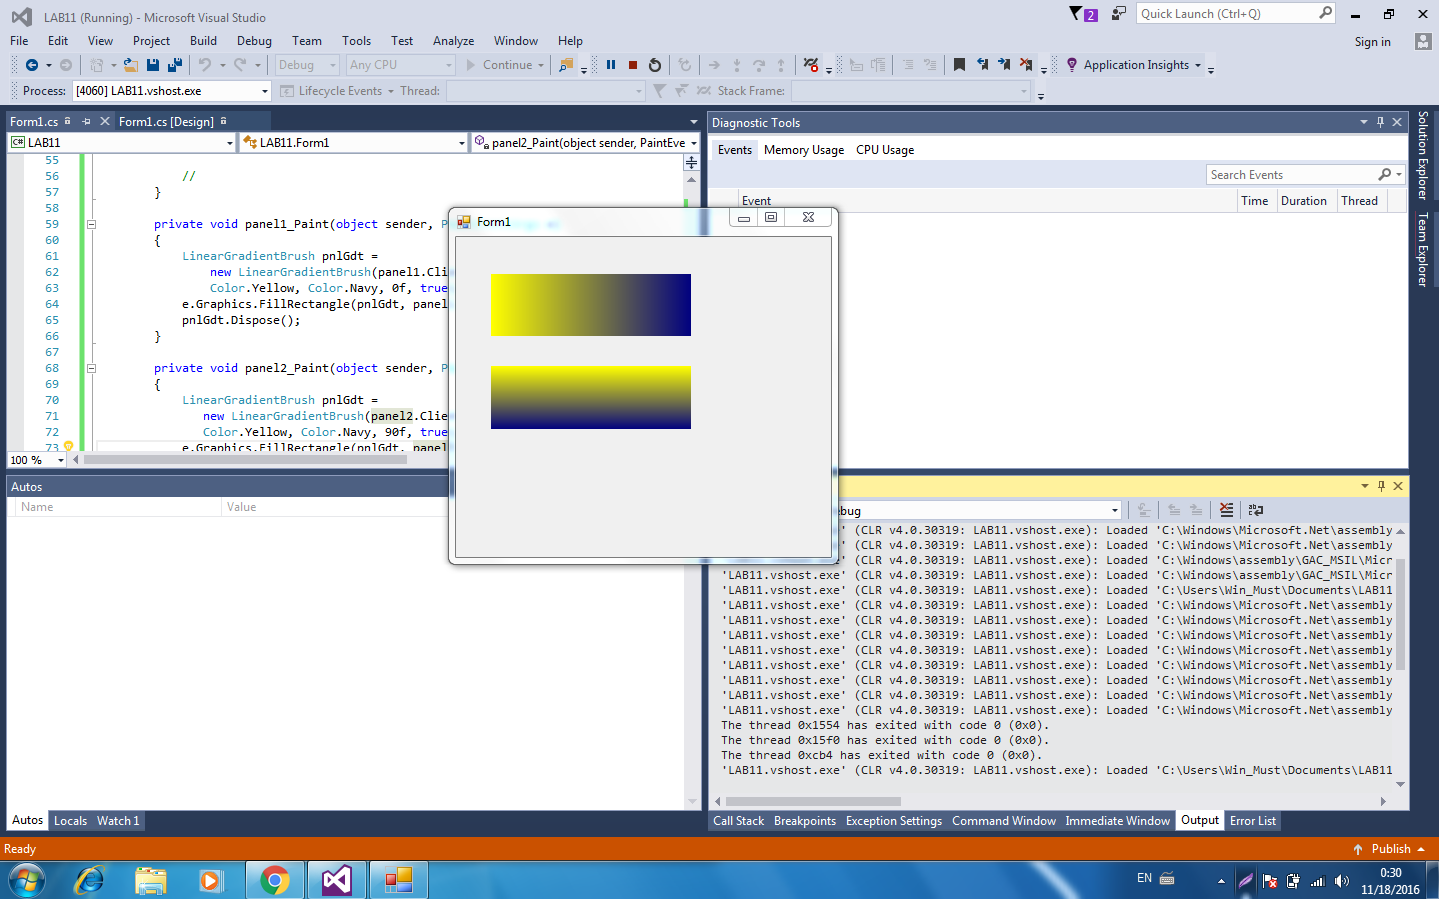 LAB11 (Running) - Microsoft Visual Studio
2
Quick Launch (Ctrl+Q)
File Edit View Project Build Debug Team Tools Test Analyze Window Help
Sign in
Debug Any CPU Continue Application Insights
Process: [4060] LAB11.vshost.exe Lifecycle Events Thread: Stack Frame:
Form1.cs Form1.cs [Design]
C# LAB11 LAB11.Form1 panel2_Paint(object sender, PaintEve
55
56 //
57 }
58
59 private void panel1_Paint(object sender, P
60 {
61 LinearGradientBrush pnlGdt =
62 new LinearGradientBrush(panel1.Clie
63 Color.Yellow, Color.Navy, 0f, true
64 e.Graphics.FillRectangle(pnlGdt, panel
65 pnlGdt.Dispose();
66 }
67
68 private void panel2_Paint(object sender, P
69 {
70 LinearGradientBrush pnlGdt =
71 new LinearGradientBrush(panel2.Clie
72 Color.Yellow, Color.Navy, 90f, true
73 e.Graphics.FillRectangle(pnlGdt, panel
100 %
Diagnostic Tools
Events Memory Usage CPU Usage
Search Events
Event Time Duration Thread
Solution Explorer
Team Explorer
Form1
Autos
Name Value
Autos Locals Watch 1
ebug
' (CLR v4.0.30319: LAB11.vshost.exe): Loaded 'C:\Windows\Microsoft.Net\assembly
' (CLR v4.0.30319: LAB11.vshost.exe): Loaded 'C:\Windows\Microsoft.Net\assembly
' (CLR v4.0.30319: LAB11.vshost.exe): Loaded 'C:\Windows\assembly\GAC_MSIL\Micr
'LAB11.vshost.exe' (CLR v4.0.30319: LAB11.vshost.exe): Loaded 'C:\Windows\assembly\GAC_MSIL\Micr
'LAB11.vshost.exe' (CLR v4.0.30319: LAB11.vshost.exe): Loaded 'C:\Users\Win_Must\Documents\LAB11
'LAB11.vshost.exe' (CLR v4.0.30319: LAB11.vshost.exe): Loaded 'C:\Windows\Microsoft.Net\assembly
'LAB11.vshost.exe' (CLR v4.0.30319: LAB11.vshost.exe): Loaded 'C:\Windows\Microsoft.Net\assembly
'LAB11.vshost.exe' (CLR v4.0.30319: LAB11.vshost.exe): Loaded 'C:\Windows\Microsoft.Net\assembly
'LAB11.vshost.exe' (CLR v4.0.30319: LAB11.vshost.exe): Loaded 'C:\Windows\Microsoft.Net\assembly
'LAB11.vshost.exe' (CLR v4.0.30319: LAB11.vshost.exe): Loaded 'C:\Windows\Microsoft.Net\assembly
'LAB11.vshost.exe' (CLR v4.0.30319: LAB11.vshost.exe): Loaded 'C:\Windows\Microsoft.Net\assembly
'LAB11.vshost.exe' (CLR v4.0.30319: LAB11.vshost.exe): Loaded 'C:\Windows\Microsoft.Net\assembly
'LAB11.vshost.exe' (CLR v4.0.30319: LAB11.vshost.exe): Loaded 'C:\Windows\Microsoft.Net\assembly
The thread 0x1554 has exited with code 0 (0x0).
The thread 0x15f0 has exited with code 0 (0x0).
The thread 0xcb4 has exited with code 0 (0x0).
'LAB11.vshost.exe' (CLR v4.0.30319: LAB11.vshost.exe): Loaded 'C:\Users\Win_Must\Documents\LAB11
Call Stack Breakpoints Exception Settings Command Window Immediate Window Output Error List
Ready
Publish
EN
0:30
11/18/2016